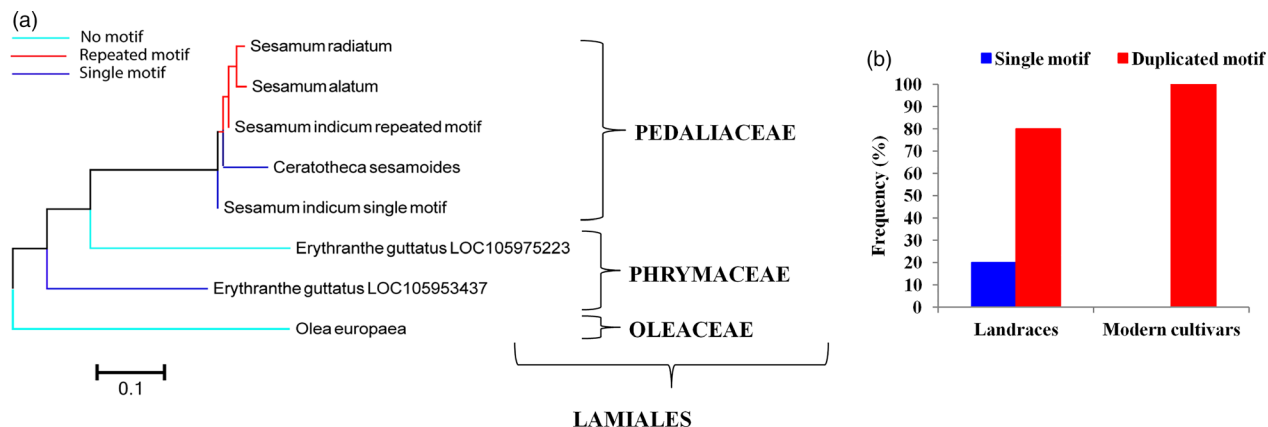 (a)
No motif
Repeated motif
Single motif
Sesamum radiatum
Sesamum alatum
Sesamum indicum repeated motif
Ceratotheca sesamoides
Sesamum indicum single motif
Erythranthe guttatus LOC105975223
Erythranthe guttatus LOC105953437
Olea europaea
PEDALIACEAE
PHRYMACEAE
OLEACEAE
LAMIALES
0.1
(b)
Single motif
Duplicated motif
Frequency (%)
100
90
80
70
60
50
40
30
20
10
0
Landraces
Modern cultivars